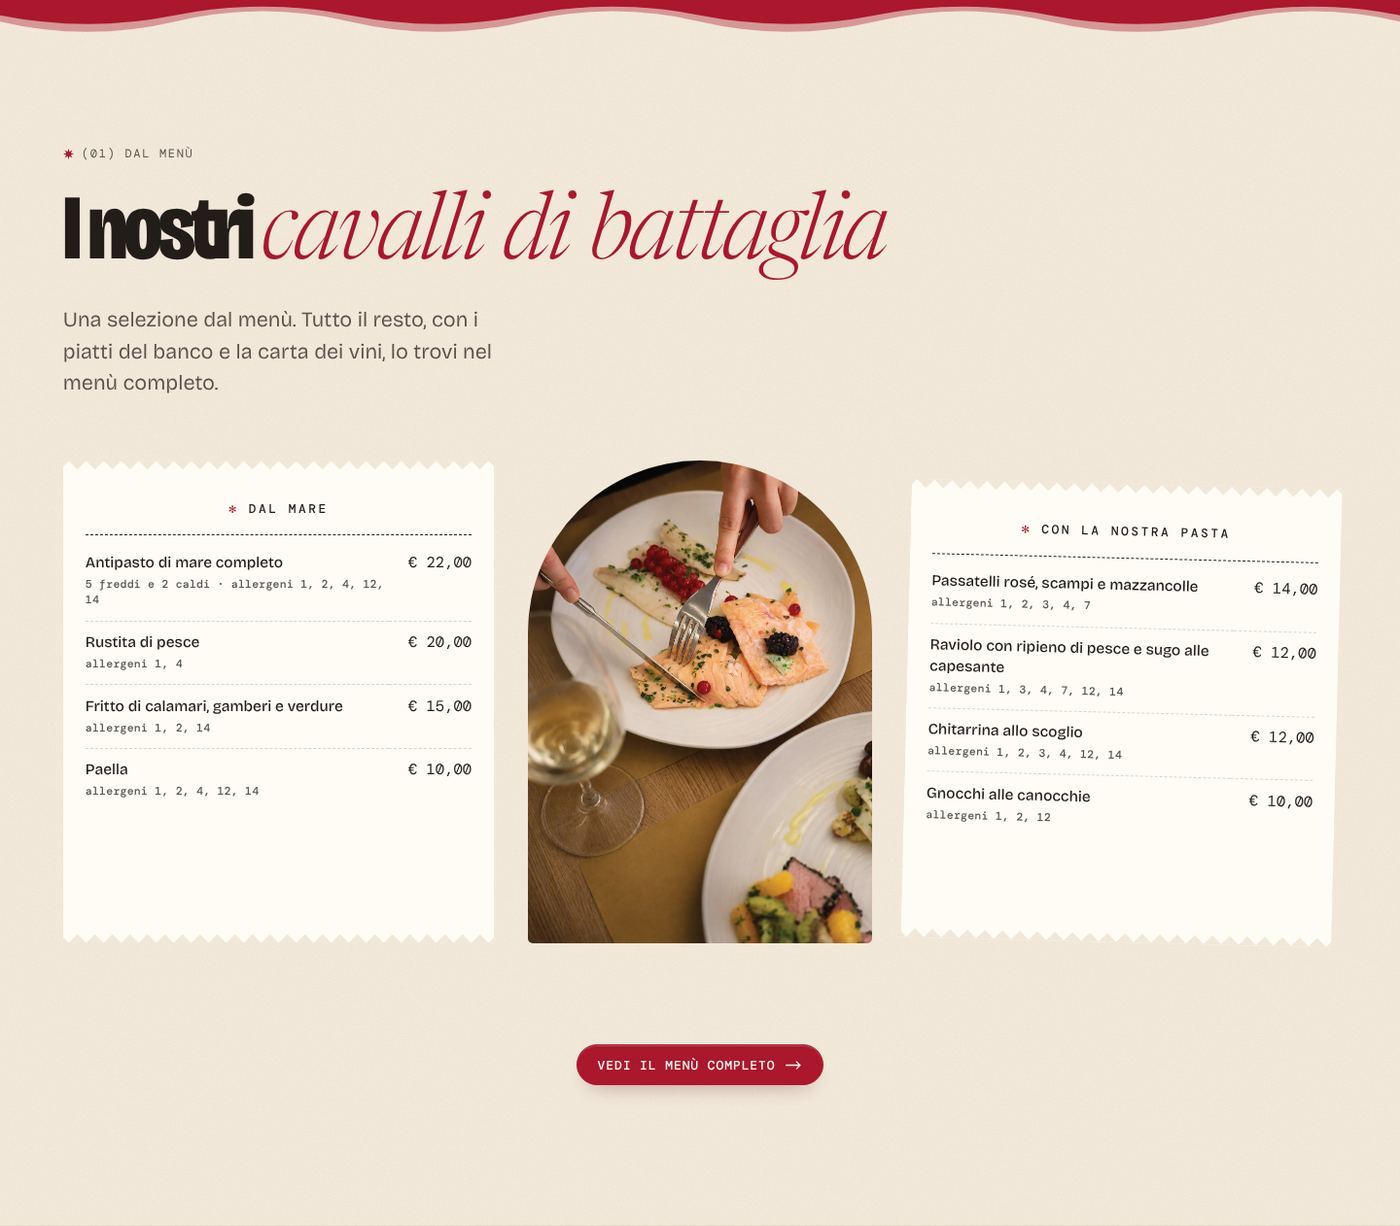 (01) DAL MENÙ
I nostri cavalli di battaglia
Una selezione dal menù. Tutto il resto, con i
piatti del banco e la carta dei vini, lo trovi nel
menù completo.
DAL MARE
Antipasto di mare completo € 22,00
5 freddi e 2 caldi · allergeni 1, 2, 4, 12,
14
Rustita di pesce € 20,00
allergeni 1, 4
Fritto di calamari, gamberi e verdure € 15,00
allergeni 1, 2, 14
Paella € 10,00
allergeni 1, 2, 4, 12, 14
CON LA NOSTRA PASTA
Passatelli rosé, scampi e mazzancolle € 14,00
allergeni 1, 2, 3, 4, 7
Raviolo con ripieno di pesce e sugo alle € 12,00
capesante
allergeni 1, 3, 4, 7, 12, 14
Chitarrina allo scoglio € 12,00
allergeni 1, 2, 3, 4, 12, 14
Gnocchi alle canocchie € 10,00
allergeni 1, 2, 12
VEDI IL MENÙ COMPLETO →